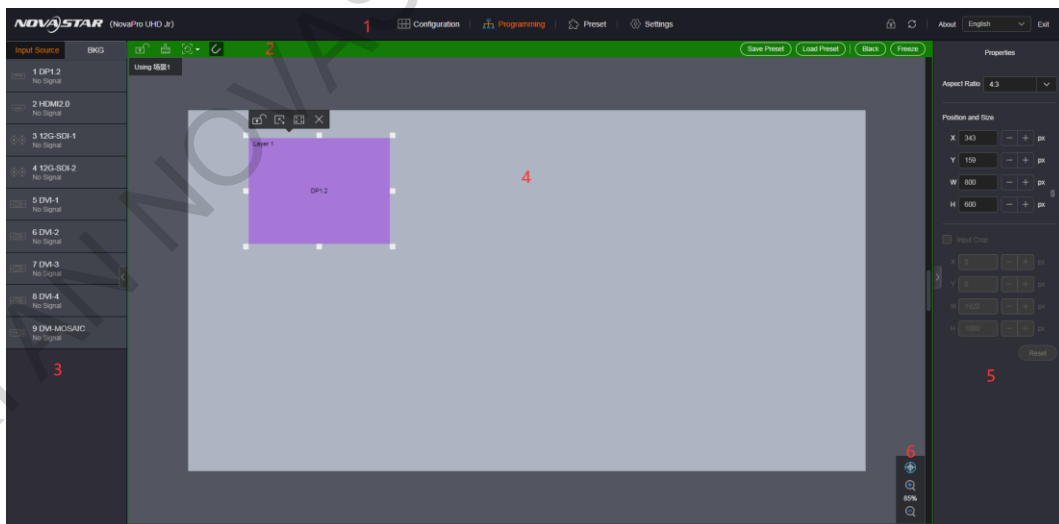 NOVASTAR (NovaPro UHD Jr) 1 Configuration Programming Preset Settings About English Exit
Input Source BKG 2 Save Preset Load Preset Black Freeze Properties
Using 场景1
1 DP1.2
No Signal
2 HDMI2.0
No Signal
3 12G-SDI-1
No Signal
4 12G-SDI-2
No Signal
5 DVI-1
No Signal
6 DVI-2
No Signal
7 DVI-3
No Signal
8 DVI-4
No Signal
9 DVI-MOSAIC
No Signal
3
Layer 1
DP1.2
4
Aspect Ratio 4:3
Position and Size
X 343 px
Y 159 px
W 800 px
H 600 px
Input Crop
X 0 px
Y 0 px
W 1920 px
H 1080 px
Reset
5
6
85%